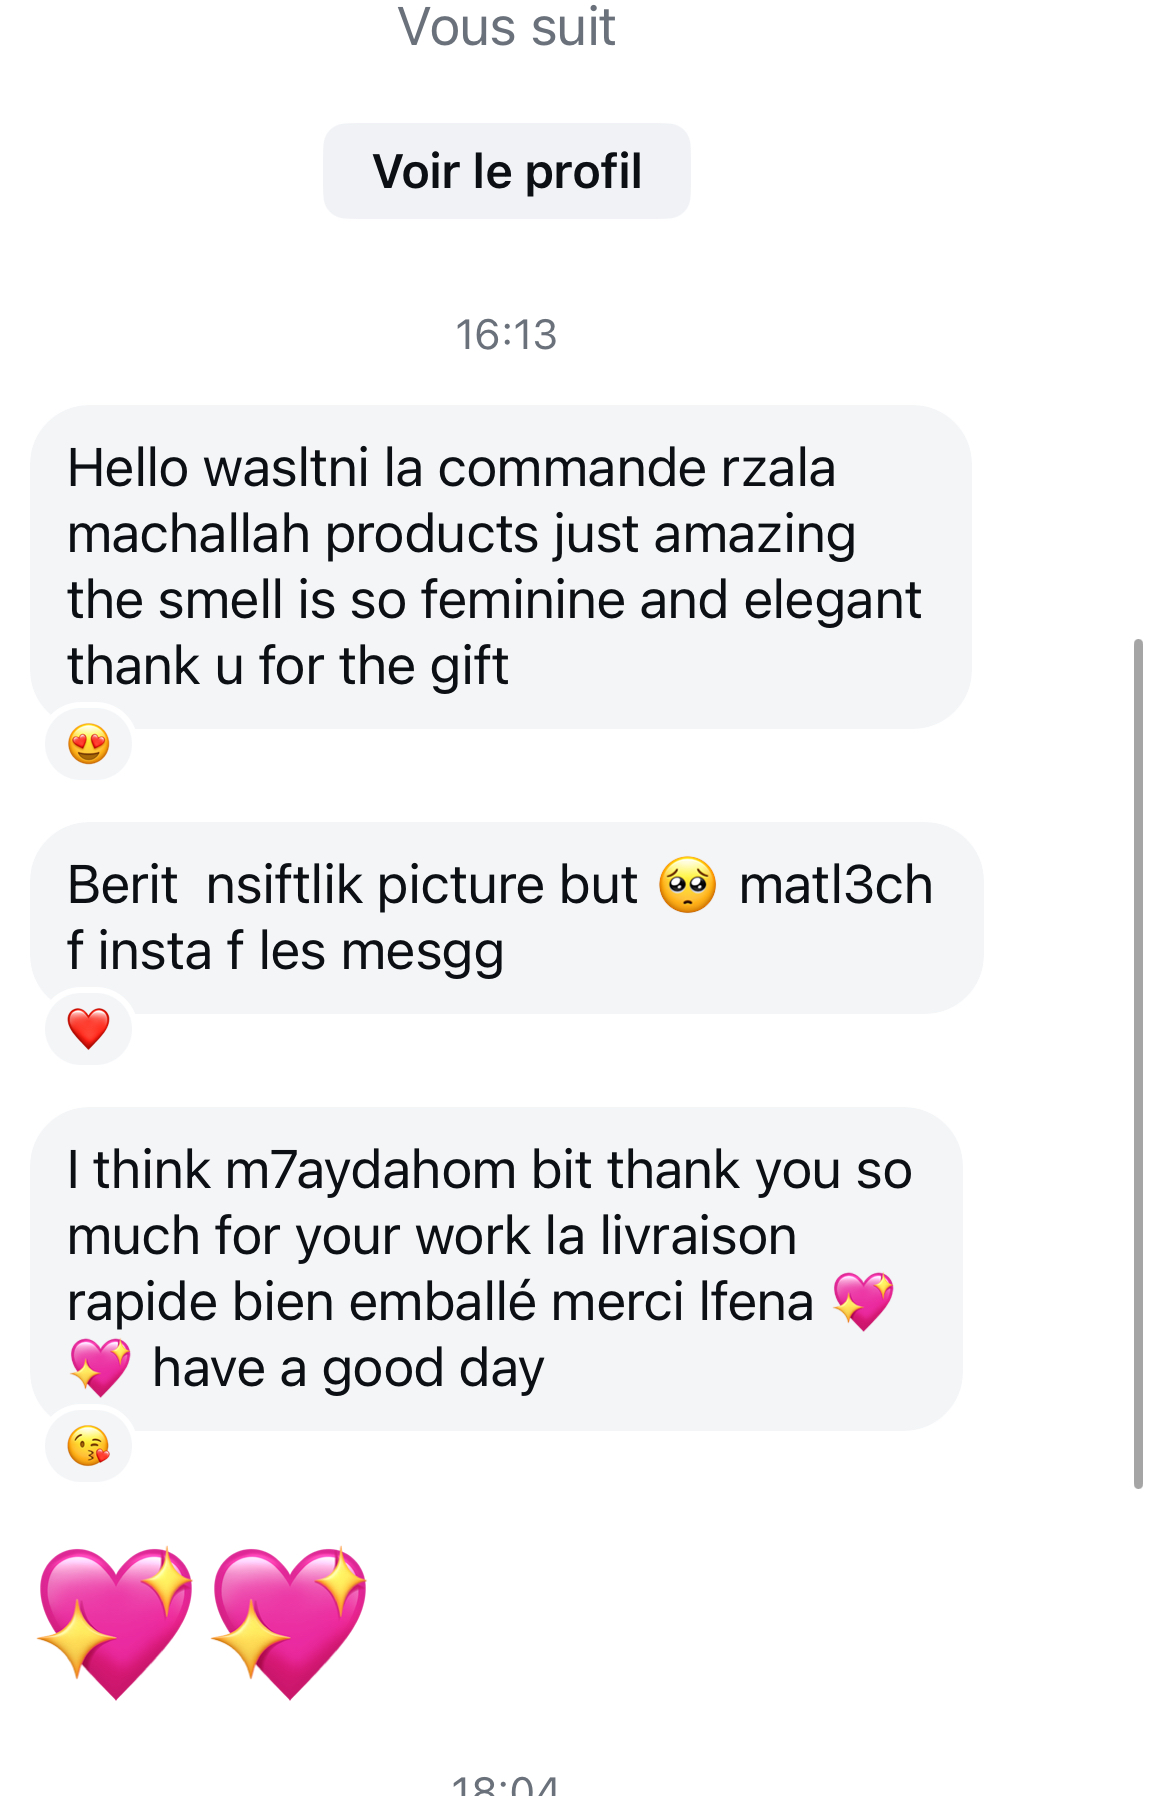 Vous suit
Voir le profil
16:13
Hello wasltni la commande rzala
machallah products just amazing
the smell is so feminine and elegant
thank u for the gift
😍
Berit  nsiftlik picture but 🥺 matl3ch
f insta f les mesgg
❤️
I think m7aydahom bit thank you so
much for your work la livraison
rapide bien emballé merci lfena 💖
💖 have a good day
😘
💖💖
18:04